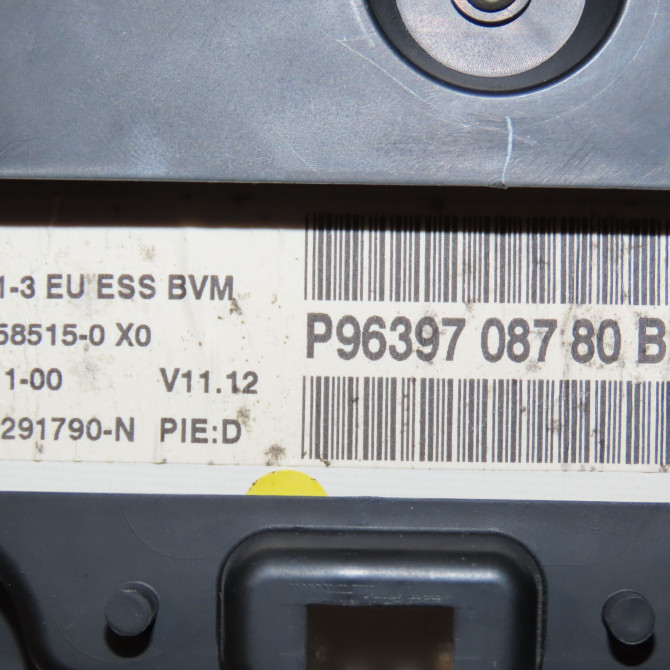 1-3 EU ESS BVM
58515-0 X0
1-00 V11.12
291790-N PIE:D
P96397 087 80 B